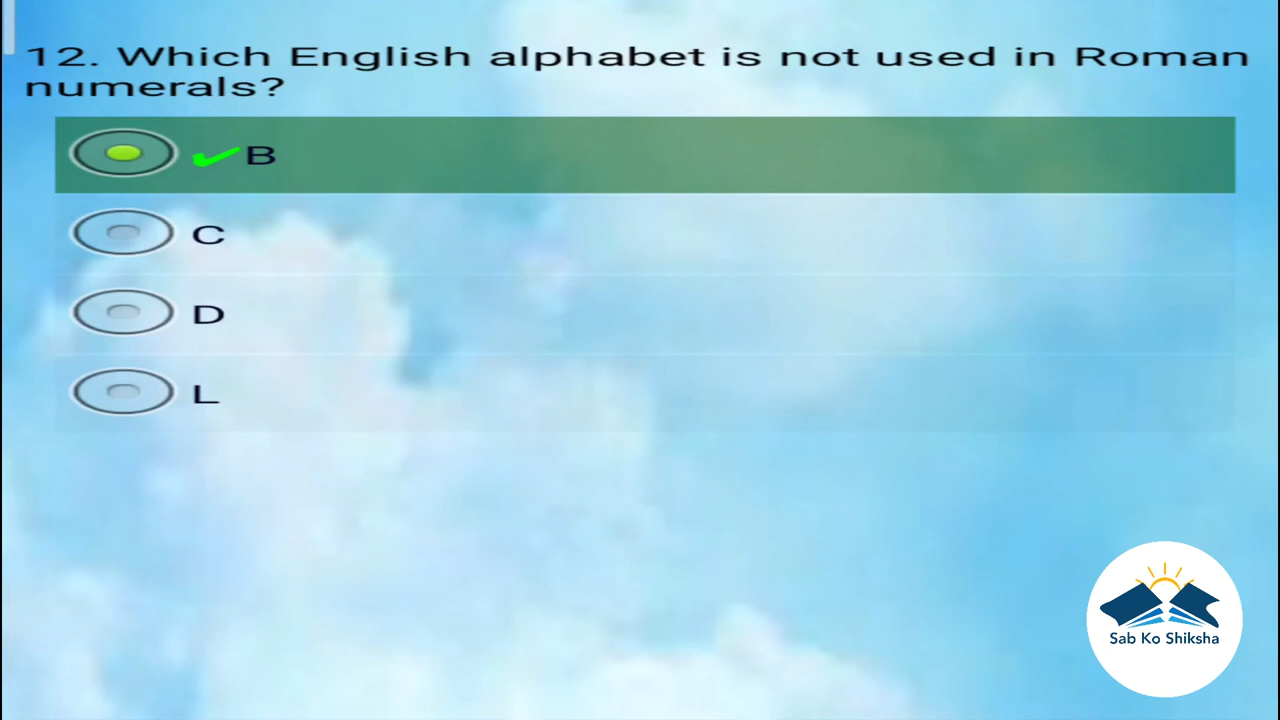 12. Which English alphabet is not used in Roman
numerals?
B
C
D
L
Sab Ko Shiksha